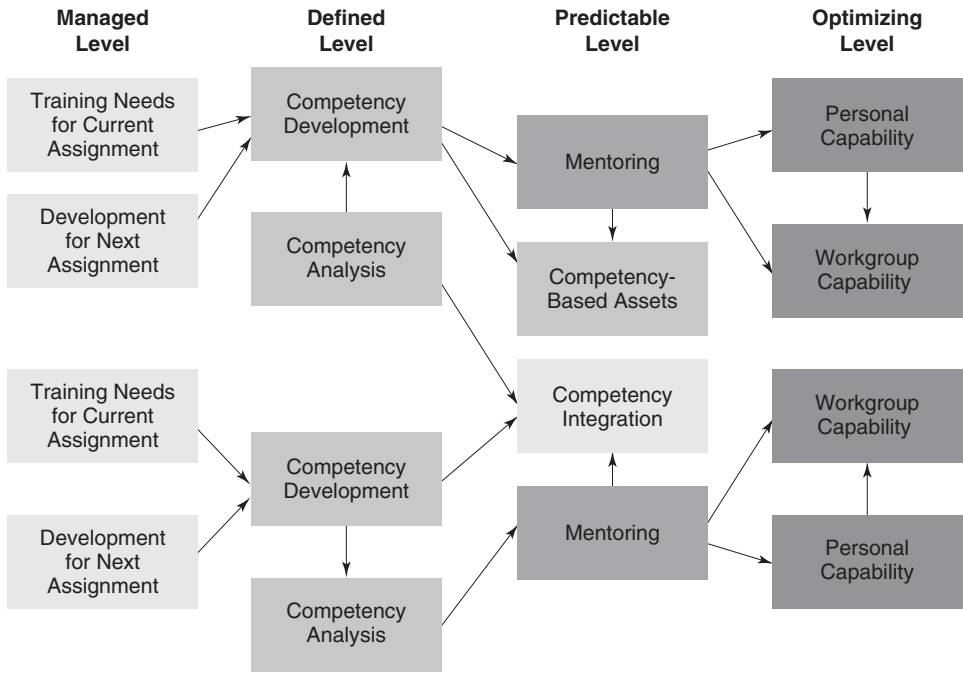 Managed
Level
Defined
Level
Predictable
Level
Optimizing
Level
Training Needs
for Current
Assignment
Development
for Next
Assignment
Competency
Development
Competency
Analysis
Mentoring
Competency-
Based Assets
Personal
Capability
Workgroup
Capability
Training Needs
for Current
Assignment
Development
for Next
Assignment
Competency
Development
Competency
Analysis
Competency
Integration
Mentoring
Workgroup
Capability
Personal
Capability